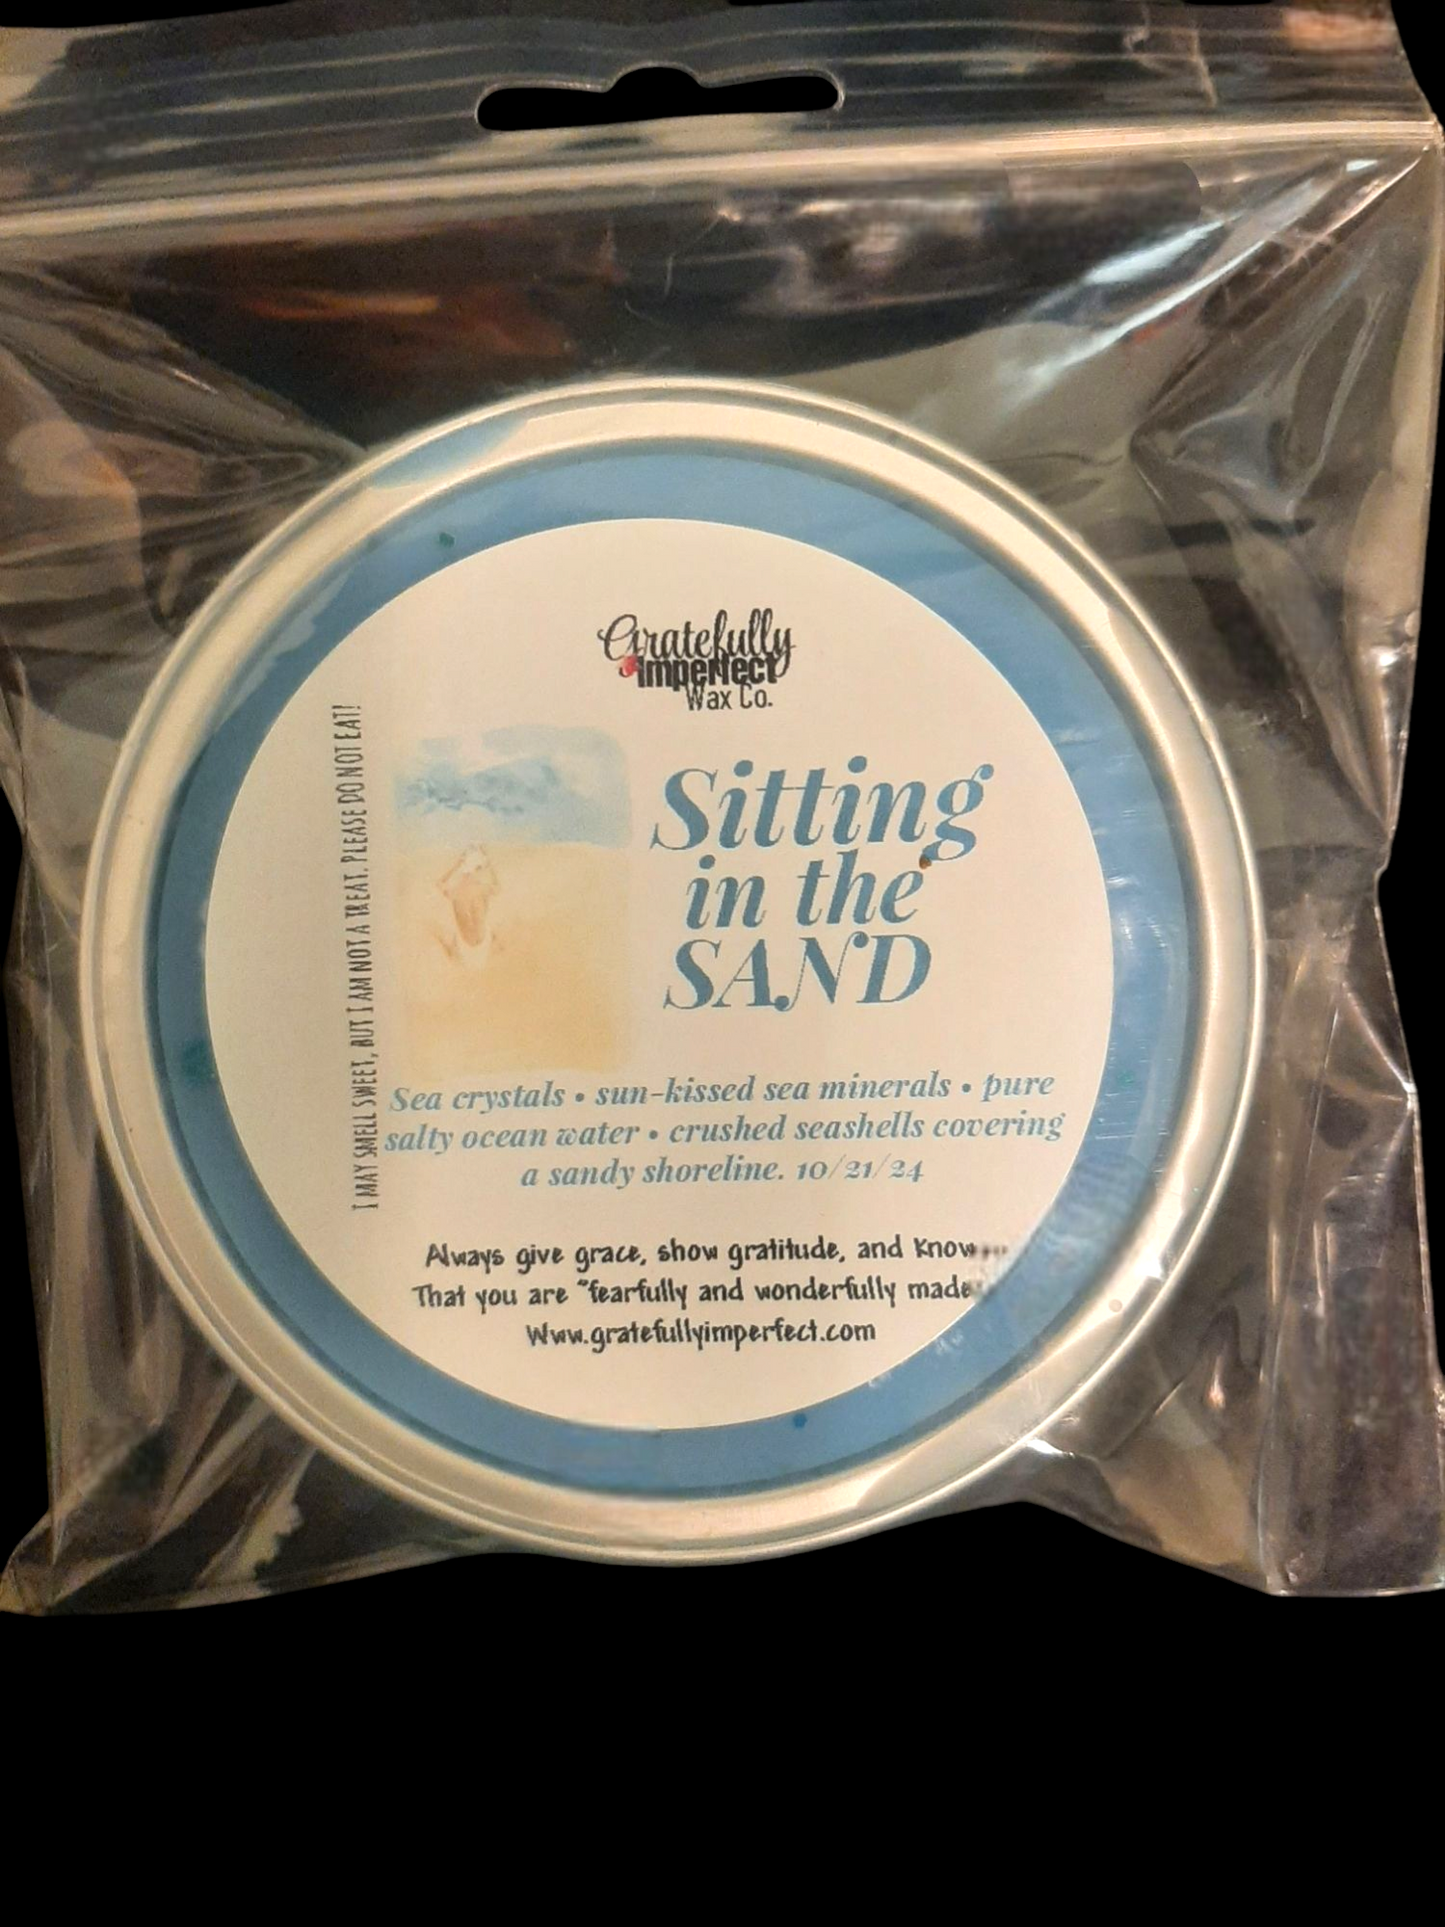 Gratefully
Imperfect
Wax Co.
I MAY SMELL SWEET, BUT I AM NOT A TREAT. PLEASE DO NOT EAT!
Sitting
in the
SAND
Sea crystals • sun-kissed sea minerals • pure
salty ocean water • crushed seashells covering
a sandy shoreline. 10/21/24
Always give grace, show gratitude, and Know...
That you are "fearfully and wonderfully made
Www.gratefullyimperfect.com